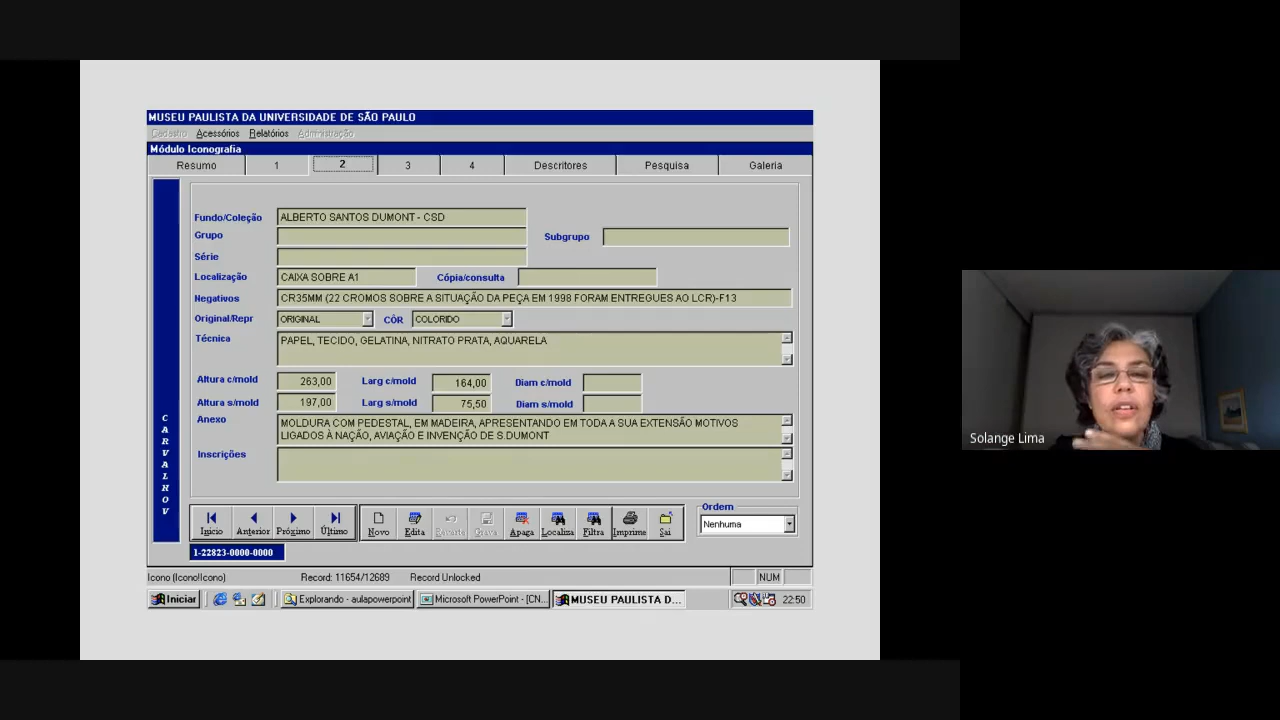 MUSEU PAULISTA DA UNIVERSIDADE DE SÃO PAULO
Cadastro Acessórios Relatórios Administração
Módulo Iconografia
Resumo 1 2 3 4 Descritores Pesquisa Galeria
Fundo/Coleção ALBERTO SANTOS DUMONT - CSD
Grupo Subgrupo
Série
Localização CAIXA SOBRE A1 Cópia/consulta
Negativos CR35MM (22 CROMOS SOBRE A SITUAÇÃO DA PEÇA EM 1998 FORAM ENTREGUES AO LCR)-F13
Original/Repr ORIGINAL CÔR COLORIDO
Técnica PAPEL, TECIDO, GELATINA, NITRATO PRATA, AQUARELA
Altura c/mold 263,00 Larg c/mold 164,00 Diam c/mold
Altura s/mold 197,00 Larg s/mold 75,50 Diam s/mold
Anexo MOLDURA COM PEDESTAL, EM MADEIRA, APRESENTANDO EM TODA A SUA EXTENSÃO MOTIVOS
LIGADOS À NAÇÃO, AVIAÇÃO E INVENÇÃO DE S.DUMONT
Inscrições
CARVALHOV
Início Anterior Próximo Último Novo Edita Reverte Grava Apaga Localiza Filtra Imprime Sai
Ordem
Nenhuma
1-22823-0000-0000
Icono (Icono!Icono) Record: 11654/12689 Record Unlocked NUM
Iniciar Explorando - aulapowerpoint Microsoft PowerPoint - [CN... MUSEU PAULISTA D... 22:50
Solange Lima